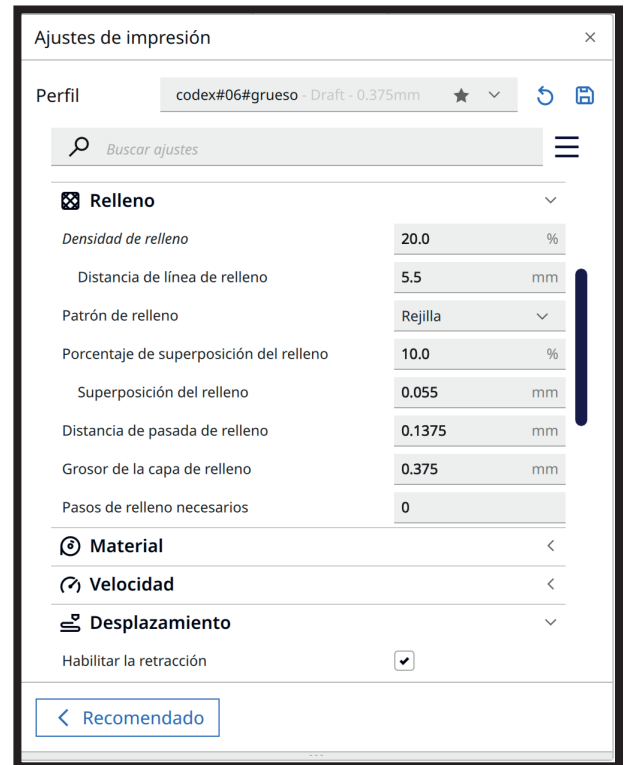 Ajustes de impresión
Perfil codex#06#grueso - Draft - 0.375mm
Buscar ajustes
Relleno
Densidad de relleno 20.0 %
Distancia de línea de relleno 5.5 mm
Patrón de relleno Rejilla
Porcentaje de superposición del relleno 10.0 %
Superposición del relleno 0.055 mm
Distancia de pasada de relleno 0.1375 mm
Grosor de la capa de relleno 0.375 mm
Pasos de relleno necesarios 0
Material
Velocidad
Desplazamiento
Habilitar la retracción
Recomendado